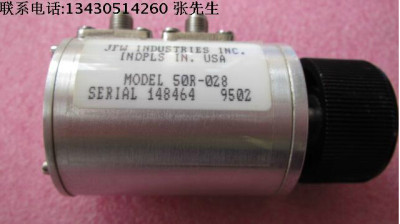 联系电话:13430514260 张先生
JFW INDUSTRIES INC.
INDPLS IN. USA
MODEL 50R-028
SERIAL 148464 9502